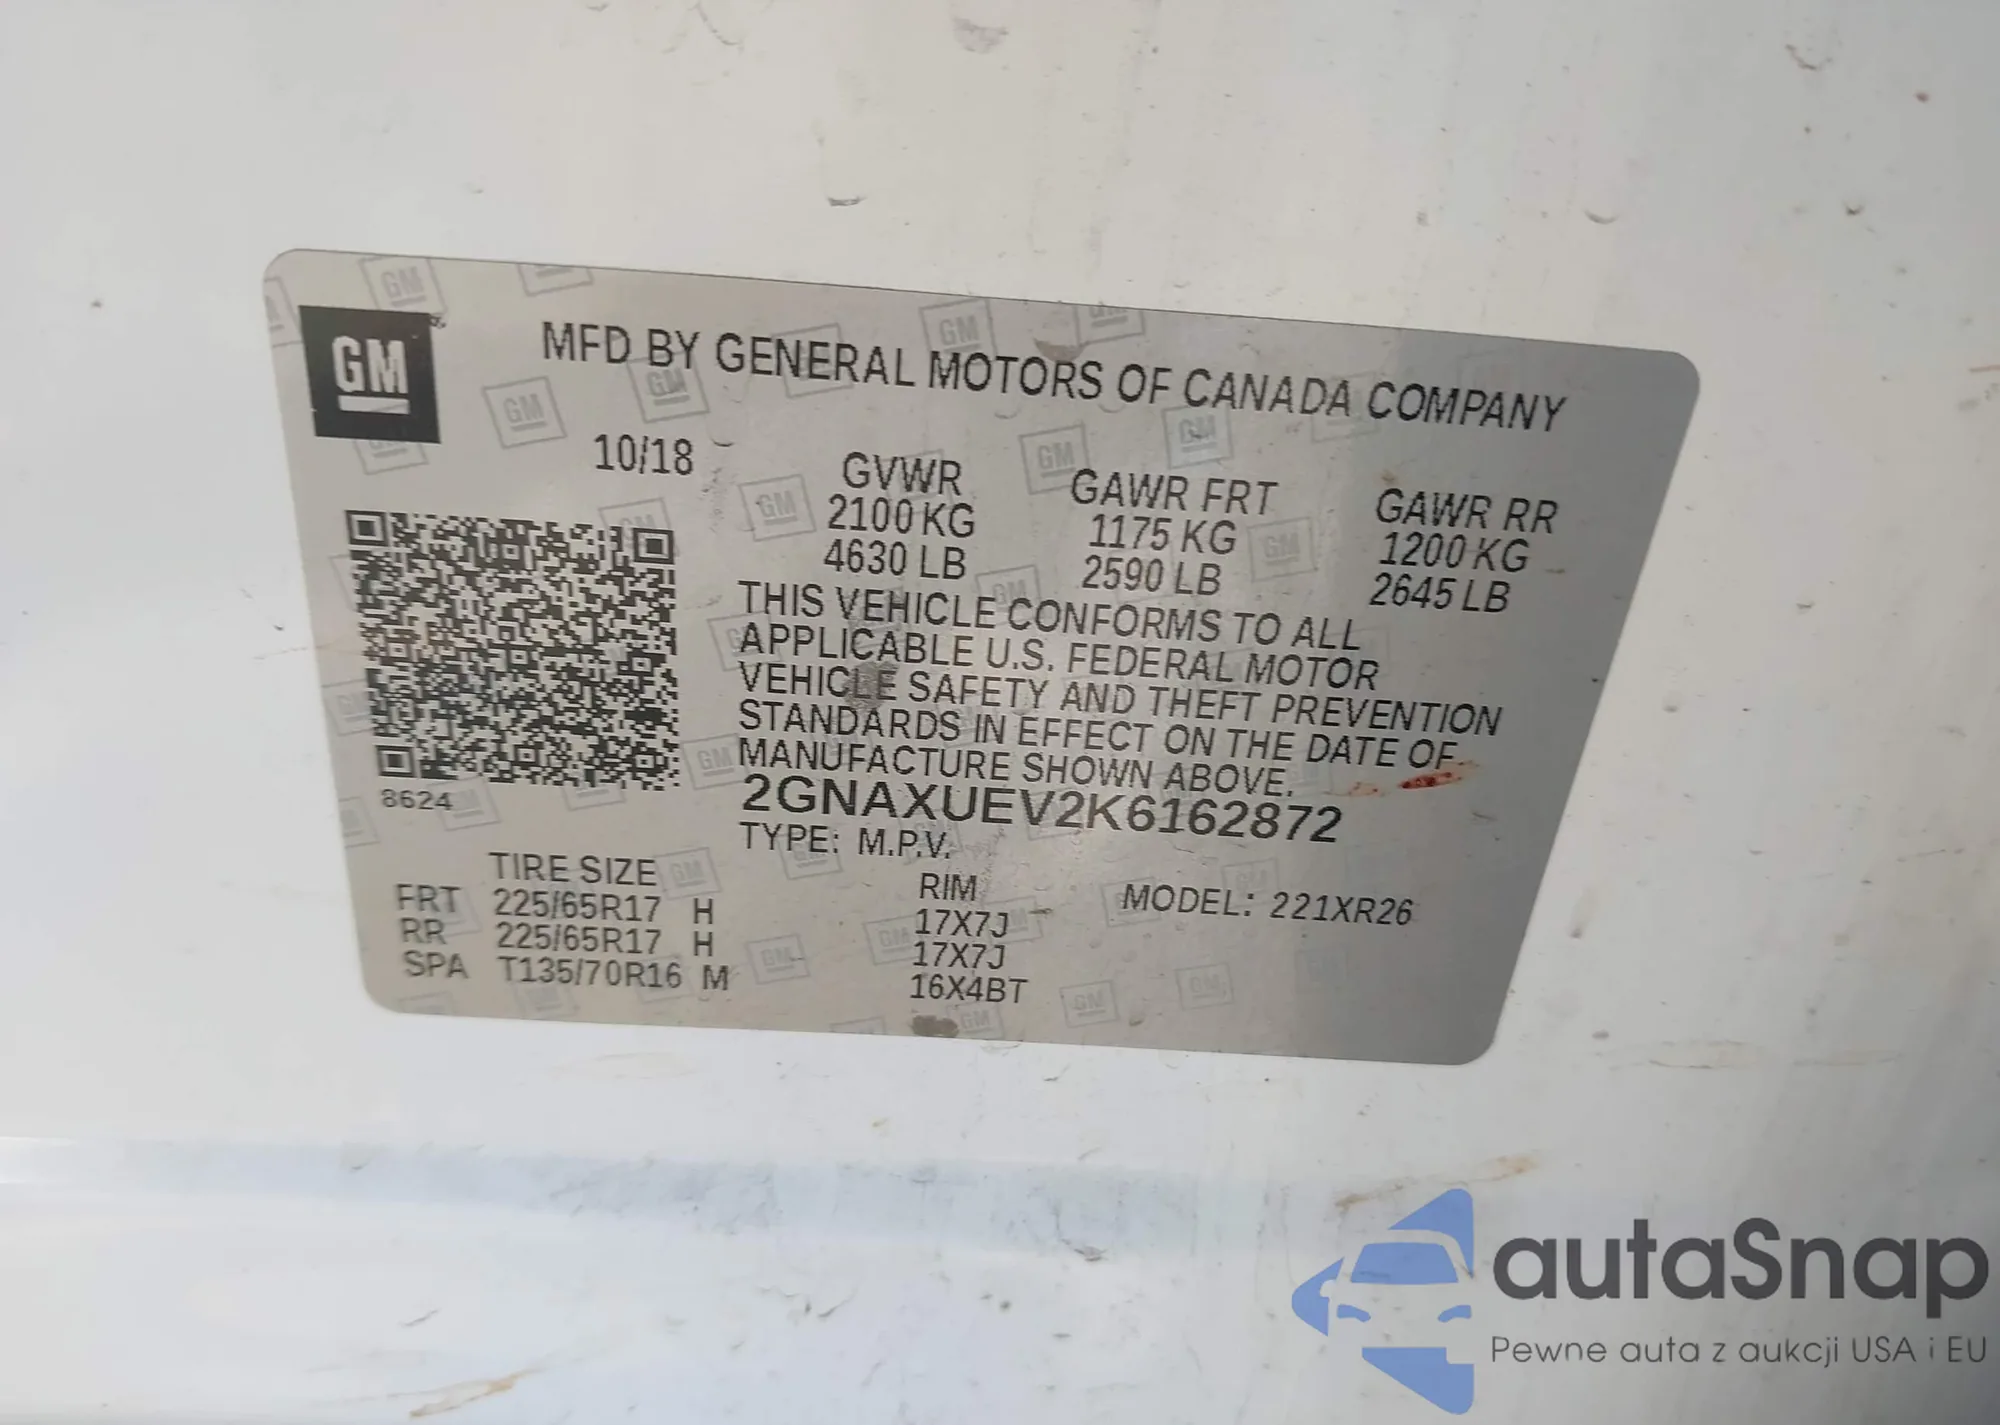 GM
MFD BY GENERAL MOTORS OF CANADA COMPANY
10/18
GVWR GAWR FRT GAWR RR
2100 KG 1175 KG 1200 KG
4630 LB 2590 LB 2645 LB
THIS VEHICLE CONFORMS TO ALL
APPLICABLE U.S. FEDERAL MOTOR
VEHICLE SAFETY AND THEFT PREVENTION
STANDARDS IN EFFECT ON THE DATE OF
MANUFACTURE SHOWN ABOVE.
8624
2GNAXUEV2K6162872
TYPE: M.P.V.
TIRE SIZE RIM MODEL: 221XR26
FRT 225/65R17 H 17X7J
RR 225/65R17 H 17X7J
SPA T135/70R16 M 16X4BT
autaSnap
Pewne auta z aukcji USA i EU